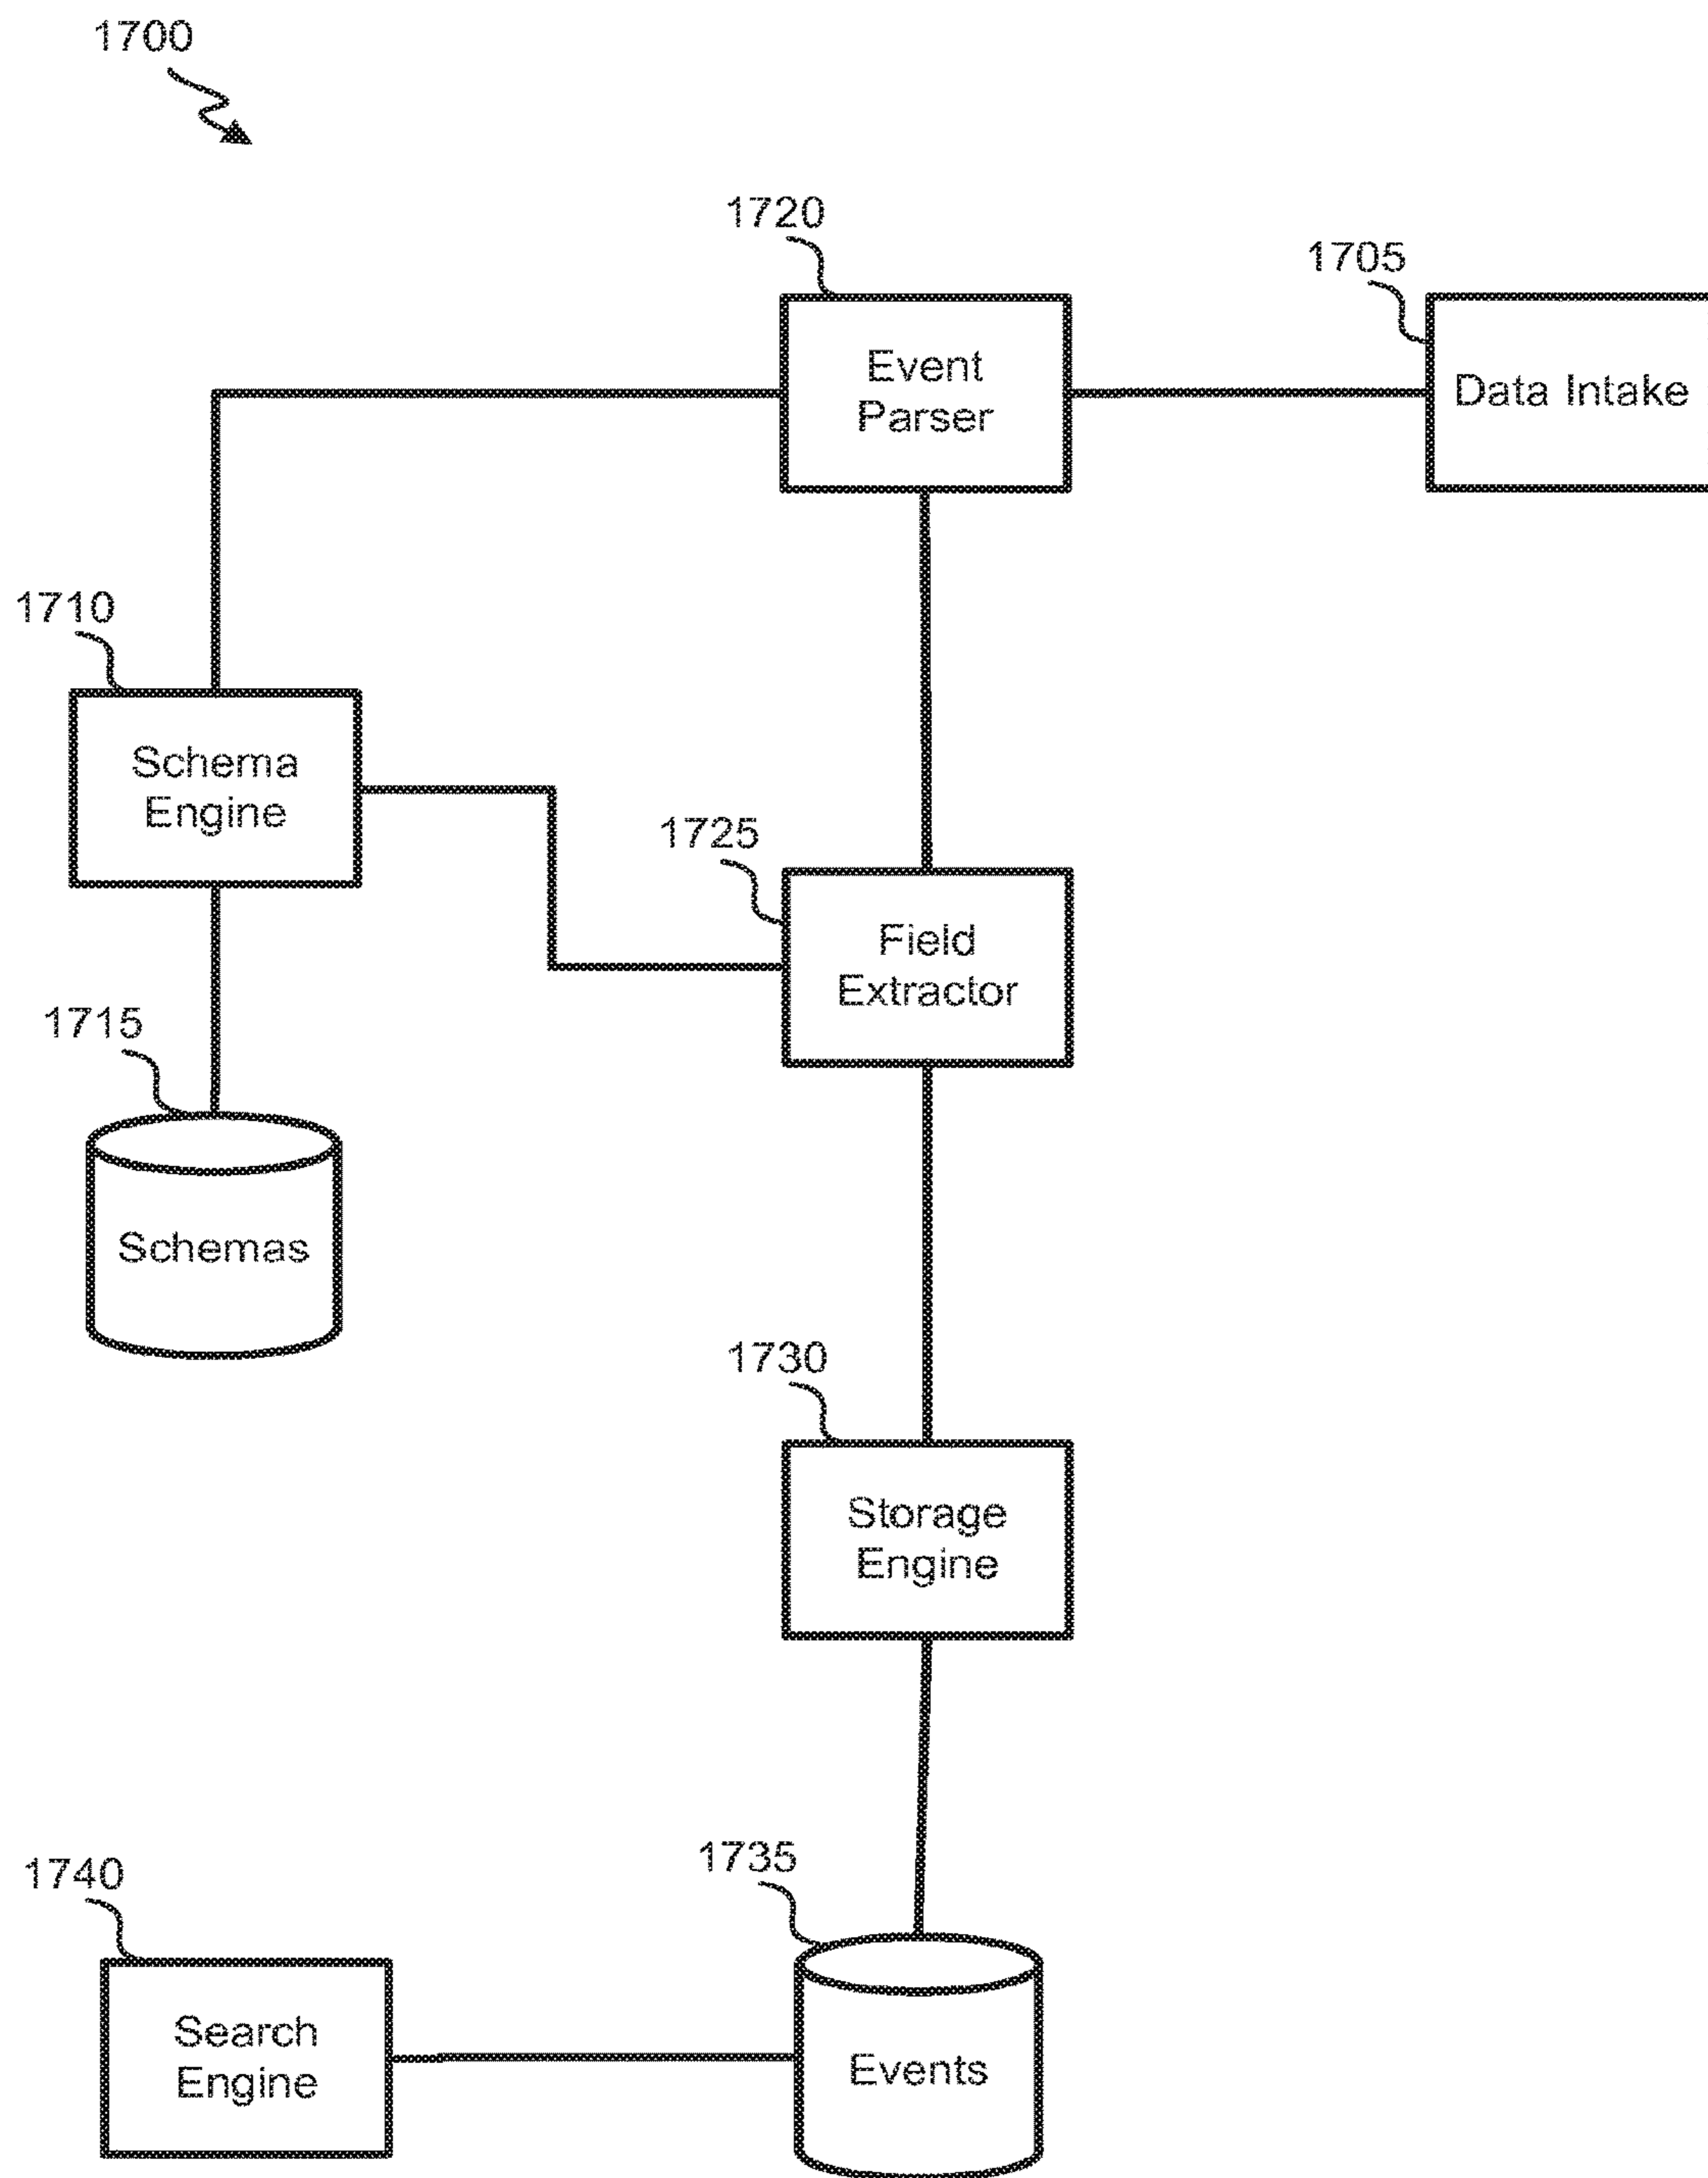 1700
1720
1705
Event
Parser
Data Intake
1710
Schema
Engine
1725
Field
Extractor
1715
Schemas
1730
Storage
Engine
1740
1735
Search
Engine
Events